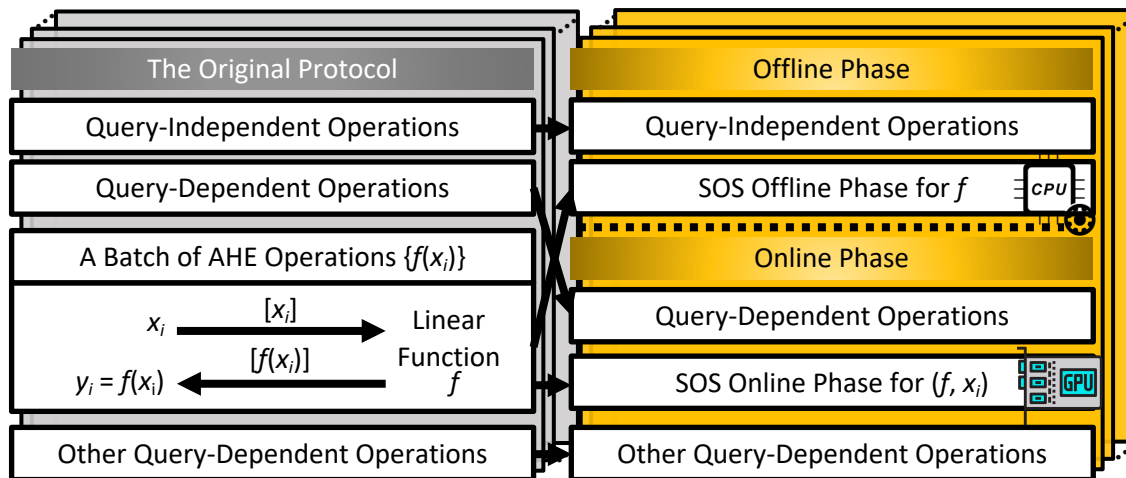 The Original Protocol
Query-Independent Operations
Query-Dependent Operations
A Batch of AHE Operations {f(xᵢ)}
xᵢ
[xᵢ]
Linear
Function
f
[f(xᵢ)]
yᵢ = f(xᵢ)
Other Query-Dependent Operations
Offline Phase
Query-Independent Operations
SOS Offline Phase for f
CPU
Online Phase
Query-Dependent Operations
SOS Online Phase for (f, xᵢ)
GPU
Other Query-Dependent Operations